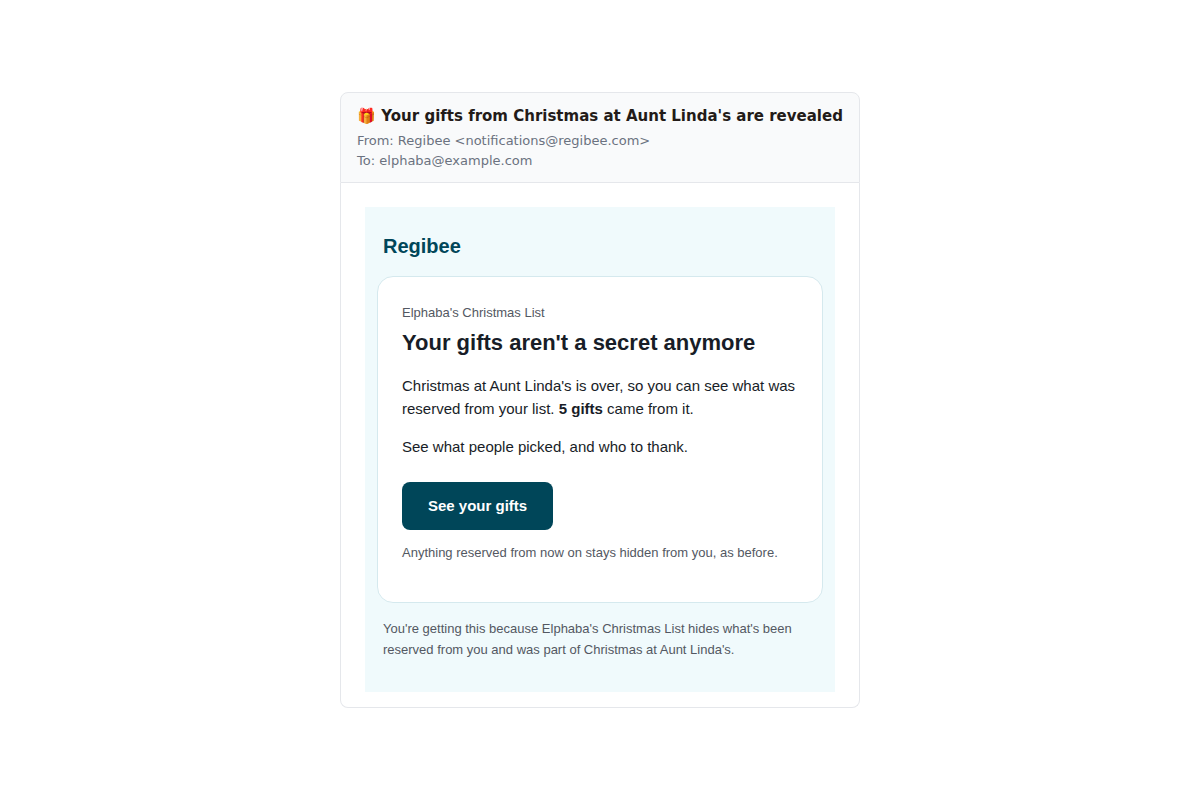 🎁 Your gifts from Christmas at Aunt Linda's are revealed
From: Regibee <notifications@regibee.com>
To: elphaba@example.com
Regibee
Elphaba's Christmas List
Your gifts aren't a secret anymore
Christmas at Aunt Linda's is over, so you can see what was
reserved from your list. 5 gifts came from it.
See what people picked, and who to thank.
See your gifts
Anything reserved from now on stays hidden from you, as before.
You're getting this because Elphaba's Christmas List hides what's been
reserved from you and was part of Christmas at Aunt Linda's.